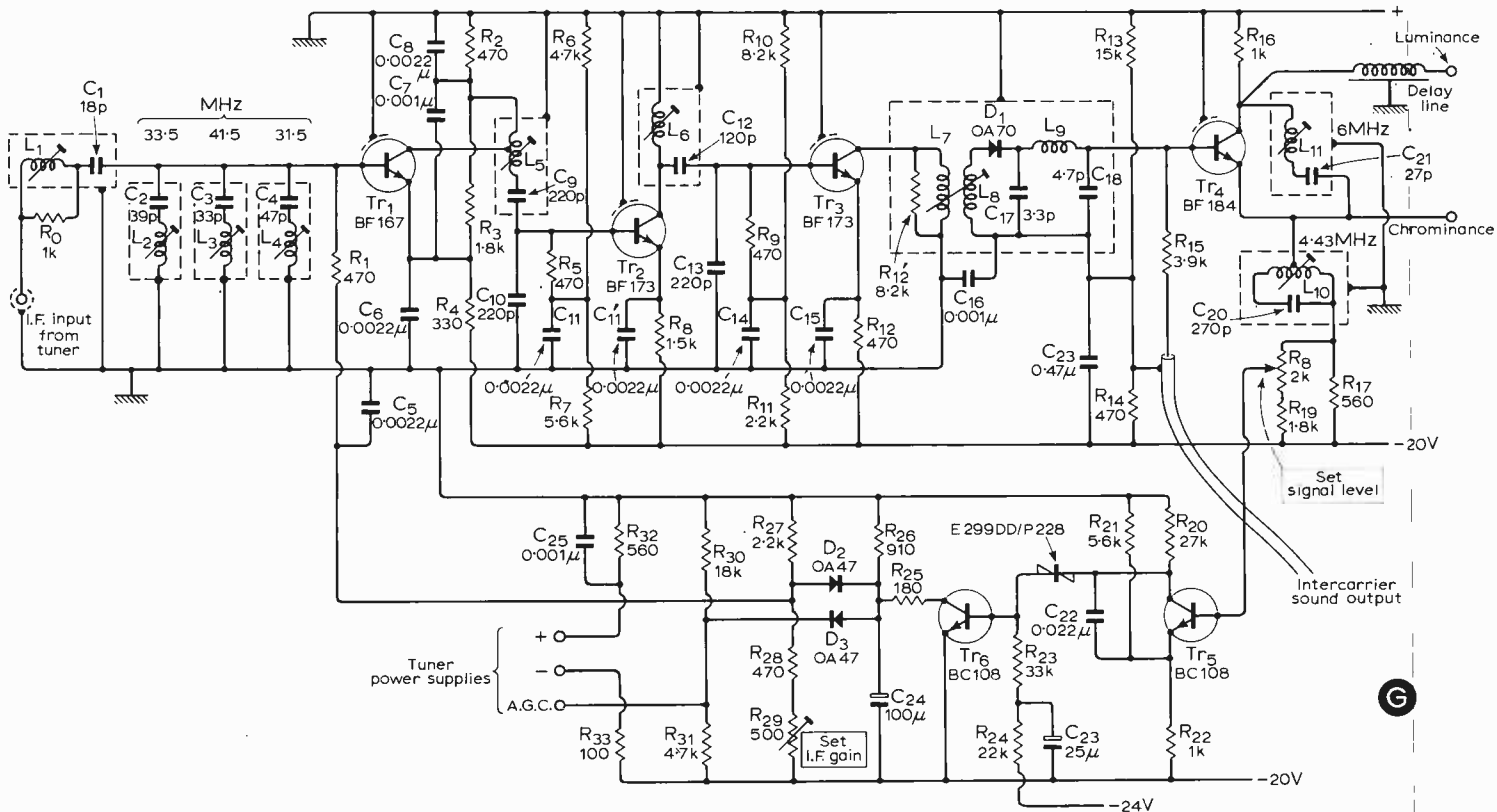 +
C8
0·0022
μ
R2
470
R6
4·7k
R10
8·2k
R13
15k
R16
1k
Luminance
C7
0·001μ
Delay
line
C1
18p
MHz
33·5 41·5 31·5
L1
L6
C12
120p
D1
OA70
L7
L9
6MHz
L11
C21
27p
L5
C9
220p
L8
C17
3·3p
4·7p
C18
Tr4
BF184
R0
1k
C2
39p
C3
33p
C4
47p
L2
L3
L4
Tr1
BF167
R3
1·8k
Tr3
BF173
Chrominance
R1
470
R5
470
Tr2
BF173
R9
470
C13
220p
R12'
8·2k
R15
3·9k
4·43MHz
L10
I.F. input
from
tuner
C6
0·0022μ
R4
330
C10
220p
C11
C11'
R8
1·5k
C14
C15
R12
470
C16
0·001μ
C20
270p
C23
0·47μ
R8
2k
R17
560
0·0022μ
0·0022μ
0·0022μ
0·0022μ
C5
0·0022μ
R7
5·6k
R11
2·2k
R14
470
R19
1·8k
-20V
Set
signal level
C25
0·001μ
R32
560
R30
18k
R27
2·2k
D2
OA47
R26
910
R25
180
E299DD/P228
R21
5·6k
R20
27k
Intercarrier
sound output
D3
OA47
C22
0·022μ
Tuner
power supplies
+
−
A.G.C.
R28
470
Tr6
BC108
R23
33k
Tr5
BC108
G
R33
100
R31
4·7k
R29
500
Set
I.F. gain
C24
100μ
R24
22k
C23
25μ
R22
1k
-20V
-24V